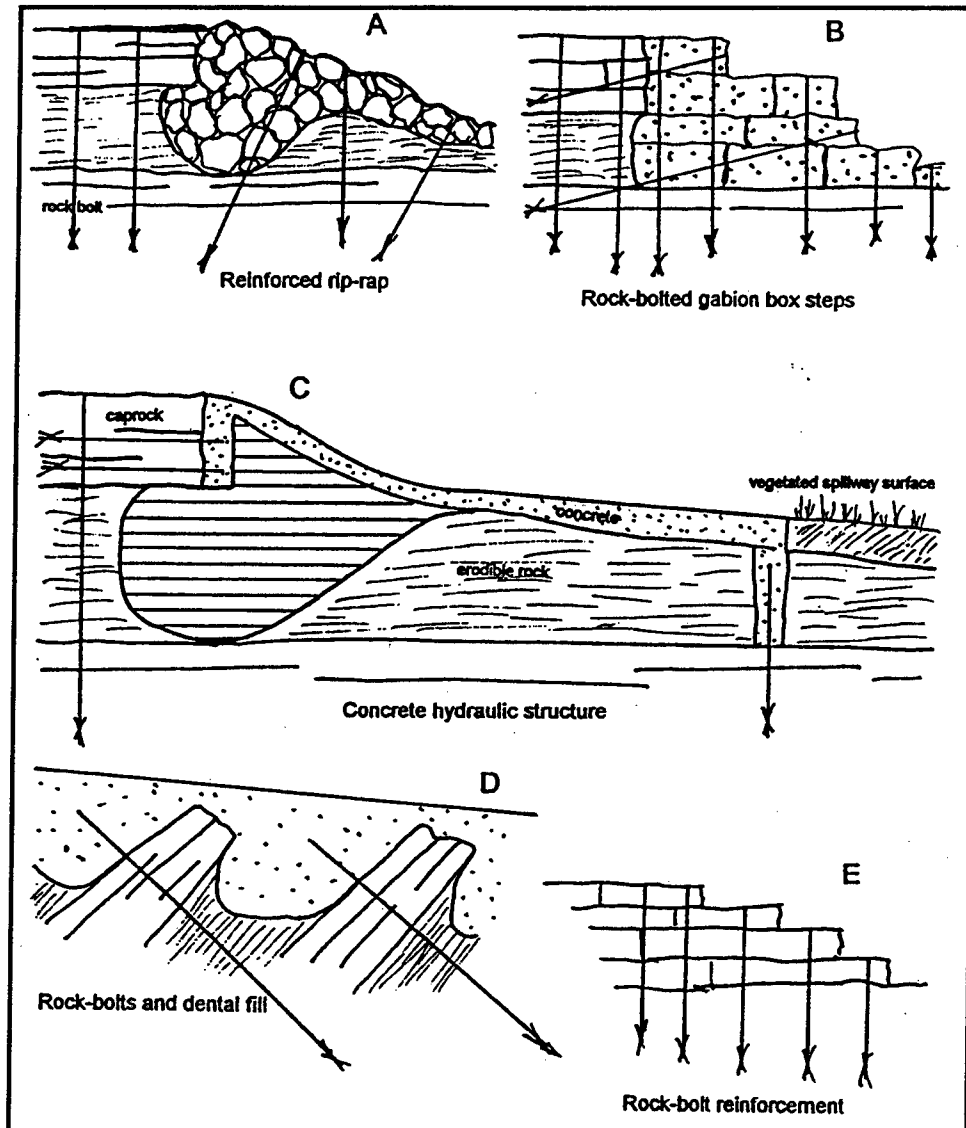 A
B
rock bolt
Reinforced rip-rap
Rock-bolted gabion box steps
C
caprock
vegetated spillway surface
concrete
erodible rock
Concrete hydraulic structure
D
E
Rock-bolts and dental fill
Rock-bolt reinforcement